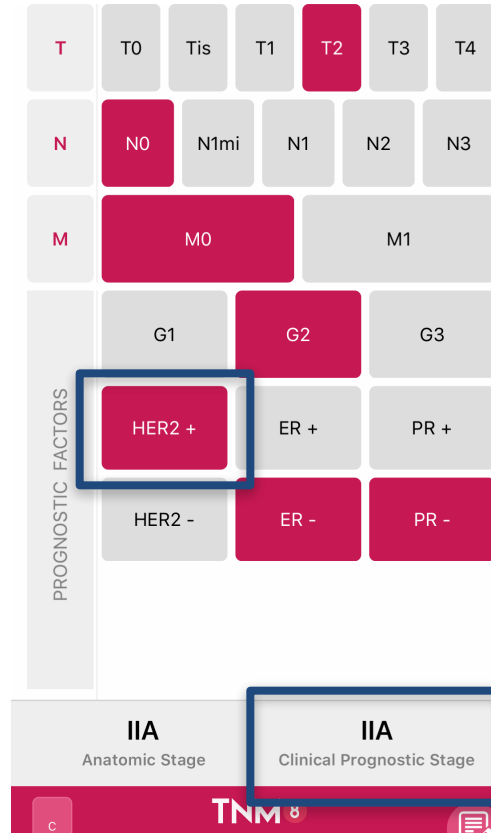 T T0 Tis T1 T2 T3 T4
N N0 N1mi N1 N2 N3
M M0 M1
PROGNOSTIC FACTORS
G1 G2 G3
HER2 + ER + PR +
HER2 - ER - PR -
IIA IIA
Anatomic Stage Clinical Prognostic Stage
C TNM 8